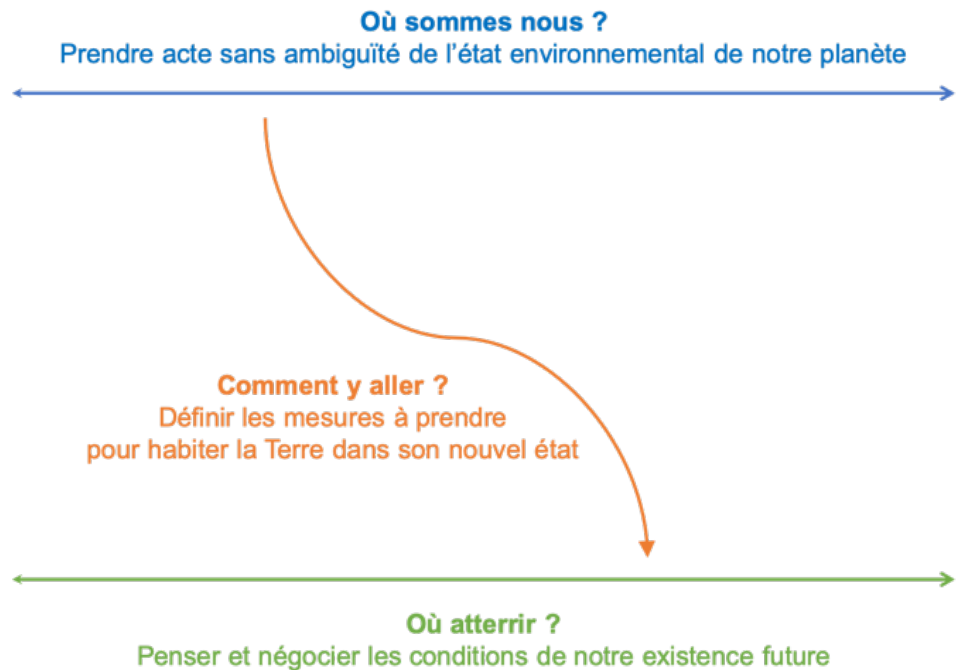 Où sommes nous ?
Prendre acte sans ambiguïté de l'état environnemental de notre planète
Comment y aller ?
Définir les mesures à prendre
pour habiter la Terre dans son nouvel état
Où atterrir ?
Penser et négocier les conditions de notre existence future